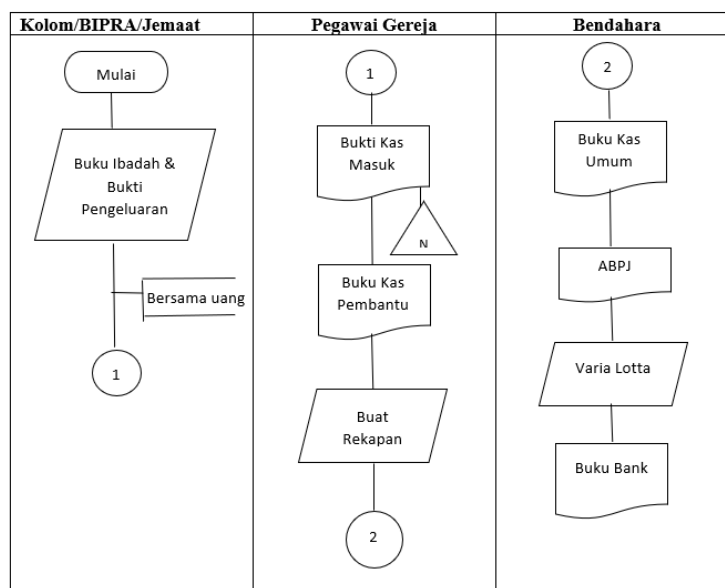 Kolom/BIPRA/Jemaat
Mulai
Buku Ibadah &
Bukti
Pengeluaran
Bersama uang
1
Pegawai Gereja
1
Bukti Kas
Masuk
N
Buku Kas
Pembantu
Buat
Rekapan
2
Bendahara
2
Buku Kas
Umum
ABPJ
Varia Lotta
Buku Bank